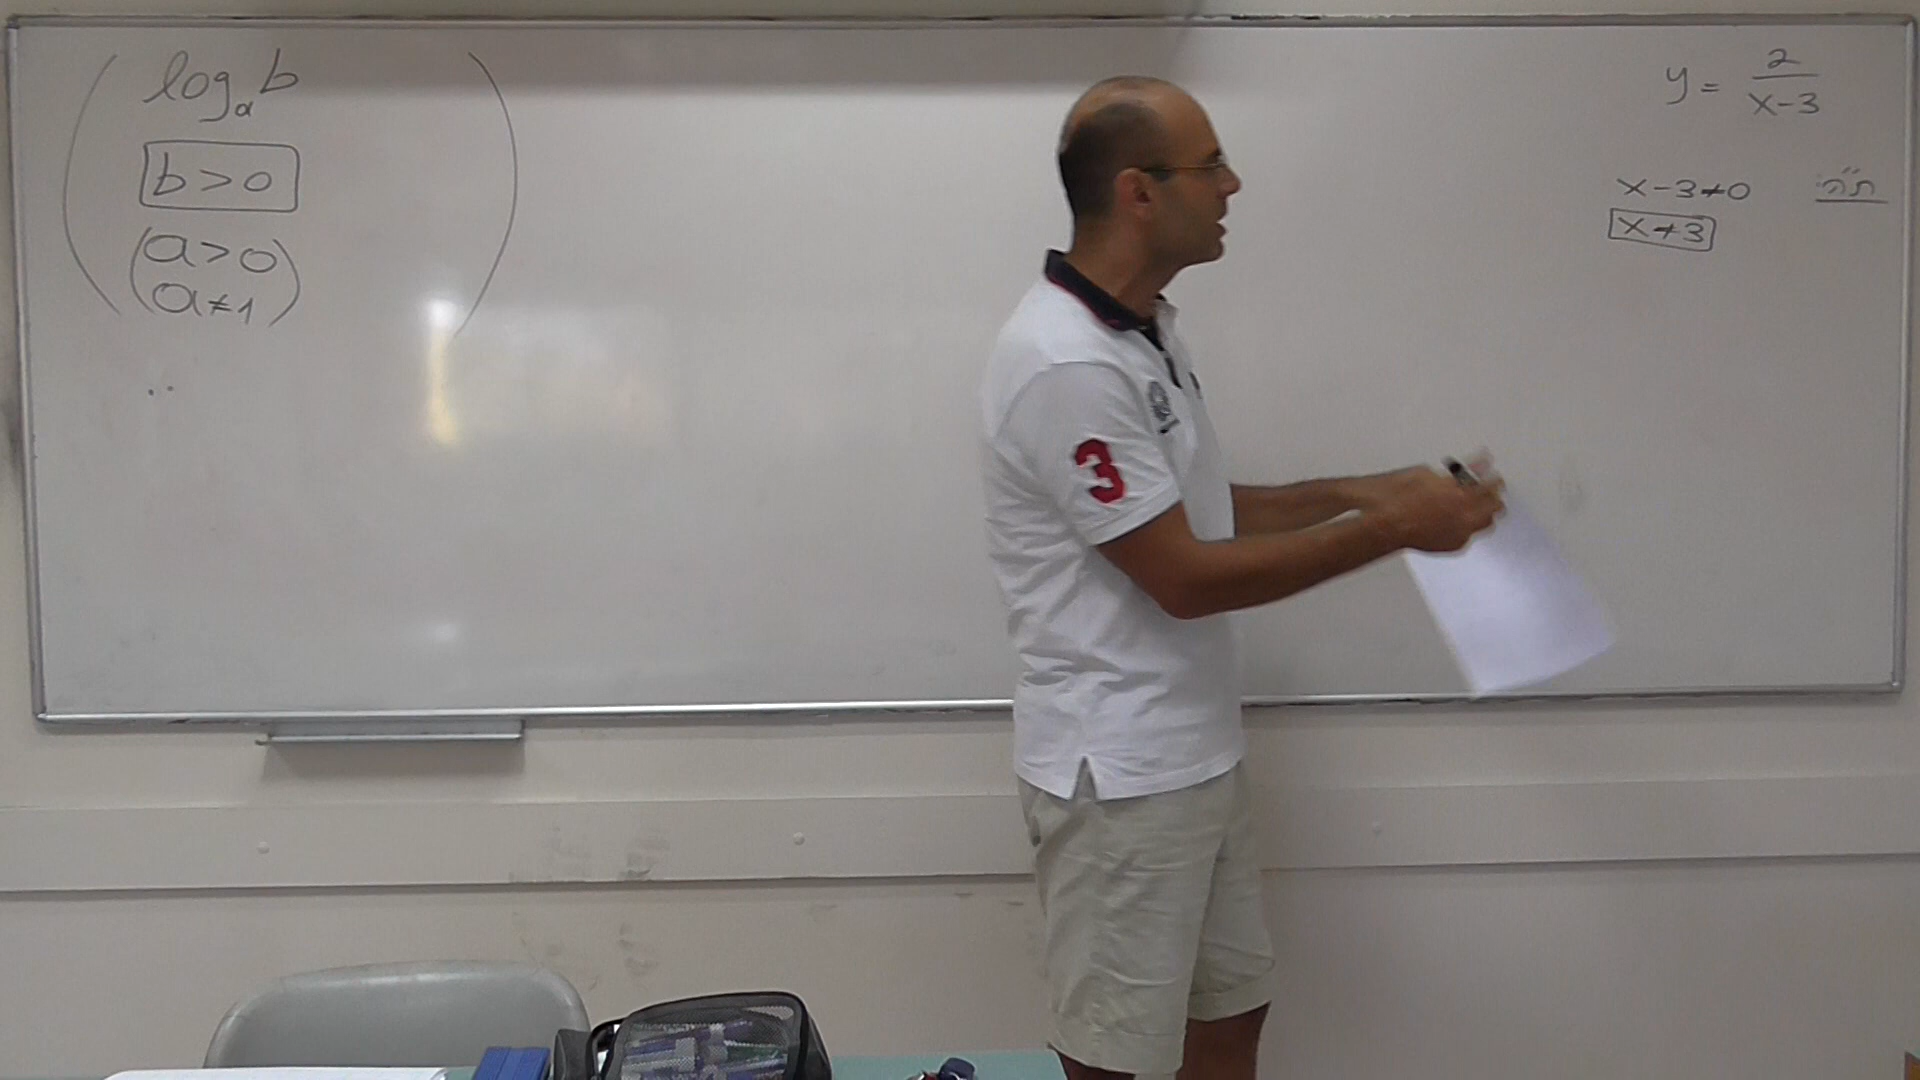 log_a b
b > 0
(a > 0
a ≠ 1)
y = 2/(x-3)
x-3≠0 ת"ה:
x≠3
3